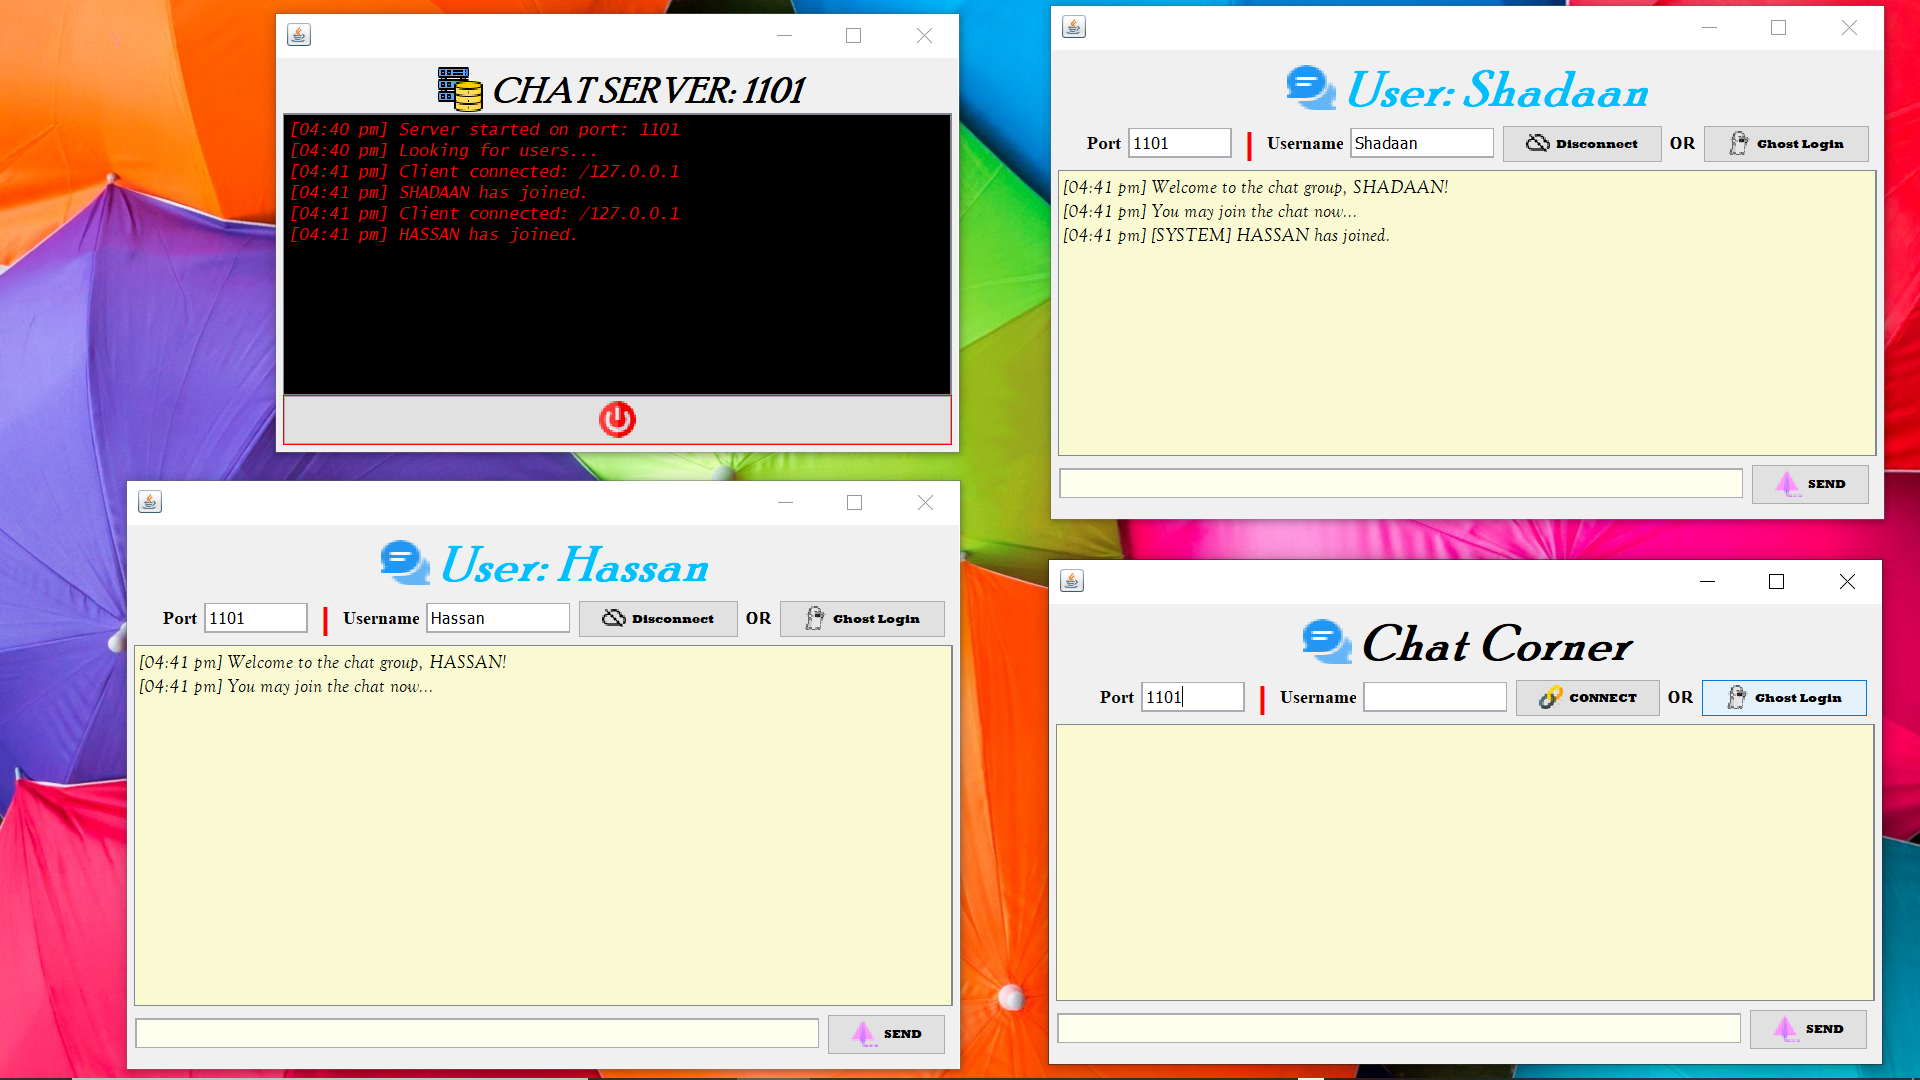 CHAT SERVER: 1101
[04:40 pm] Server started on port: 1101
[04:40 pm] Looking for users...
[04:41 pm] Client connected: /127.0.0.1
[04:41 pm] SHADAAN has joined.
[04:41 pm] Client connected: /127.0.0.1
[04:41 pm] HASSAN has joined.
User: Shadaan
Port 1101 | Username Shadaan Disconnect OR Ghost Login
[04:41 pm] Welcome to the chat group, SHADAAN!
[04:41 pm] You may join the chat now...
[04:41 pm] [SYSTEM] HASSAN has joined.
SEND
User: Hassan
Port 1101 | Username Hassan Disconnect OR Ghost Login
[04:41 pm] Welcome to the chat group, HASSAN!
[04:41 pm] You may join the chat now...
SEND
Chat Corner
Port 1101 | Username CONNECT OR Ghost Login
SEND